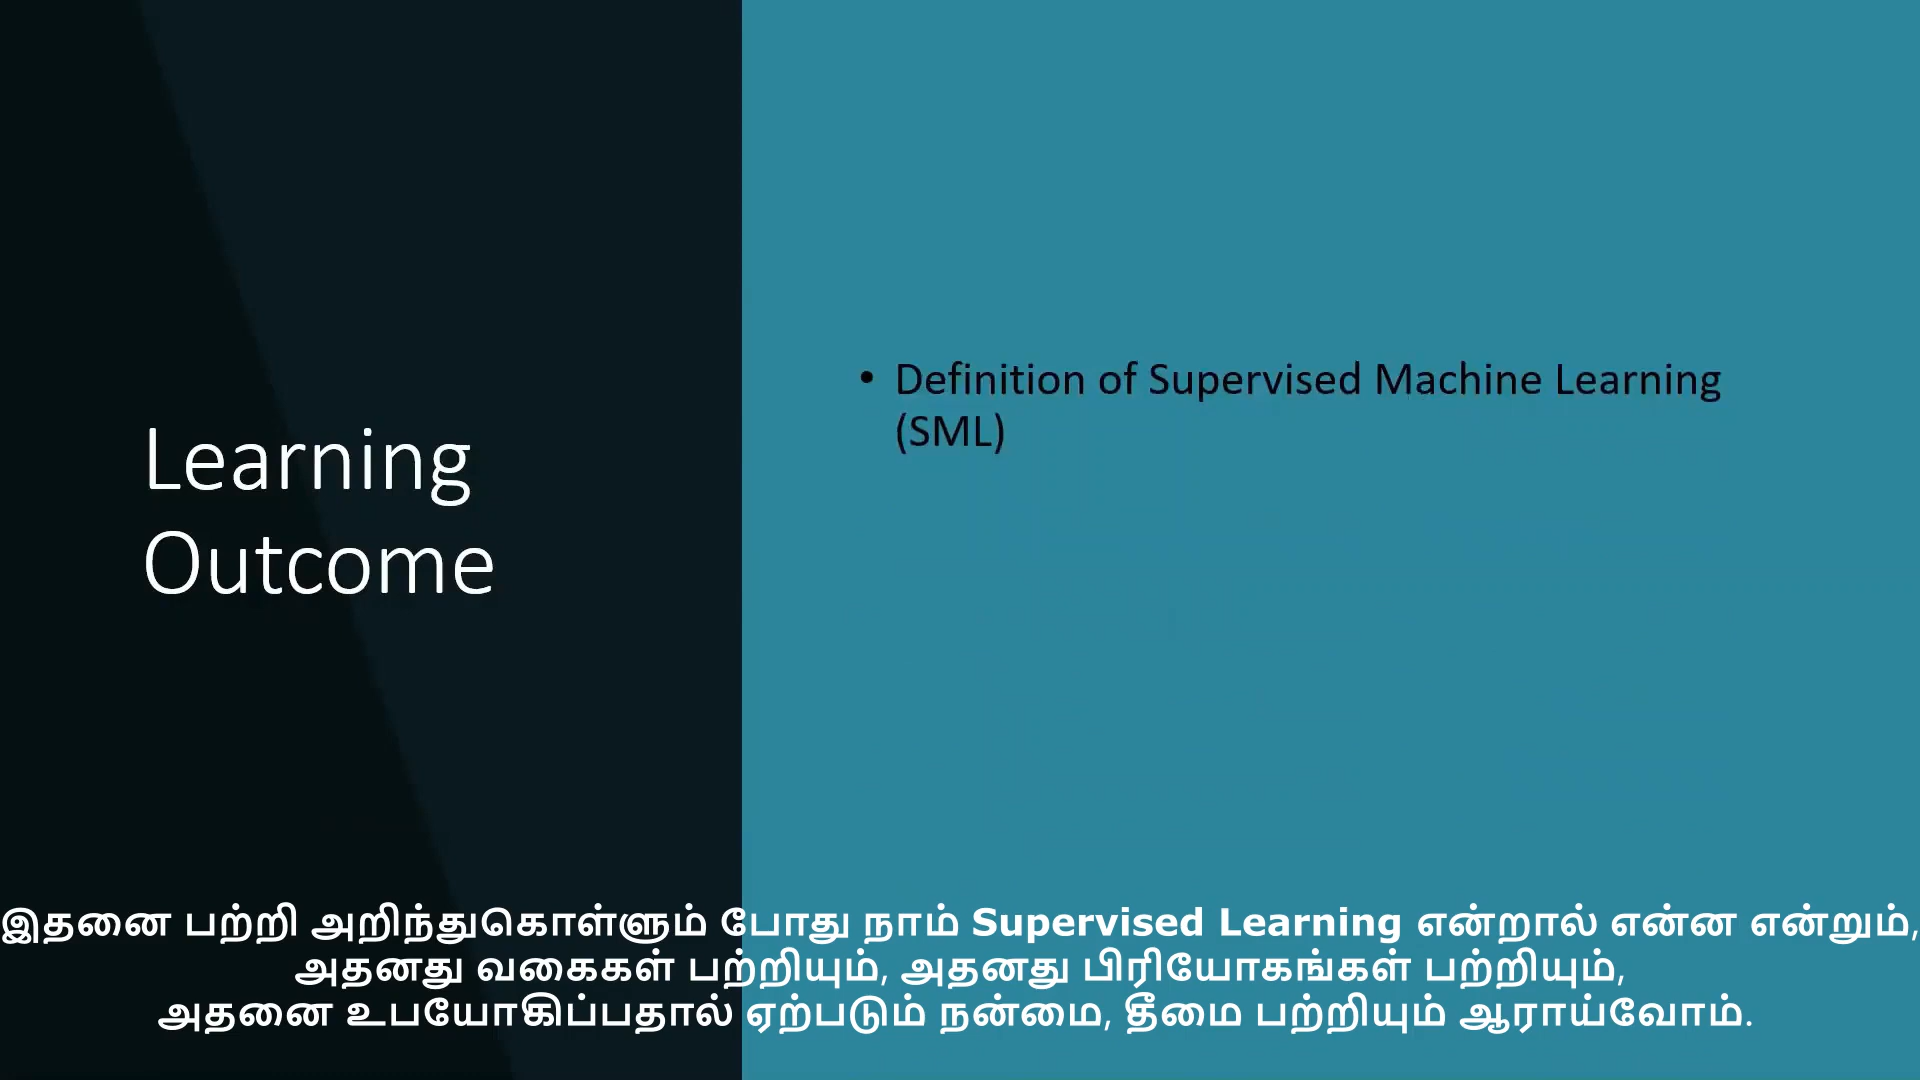 Learning
Outcome
• Definition of Supervised Machine Learning
(SML)
இதனை பற்றி அறிந்துகொள்ளும் போது நாம் Supervised Learning என்றால் என்ன என்றும்,
அதனது வகைகள் பற்றியும், அதனது பிரியோகங்கள் பற்றியும்,
அதனை உபயோகிப்பதால் ஏற்படும் நன்மை, தீமை பற்றியும் ஆராய்வோம்.